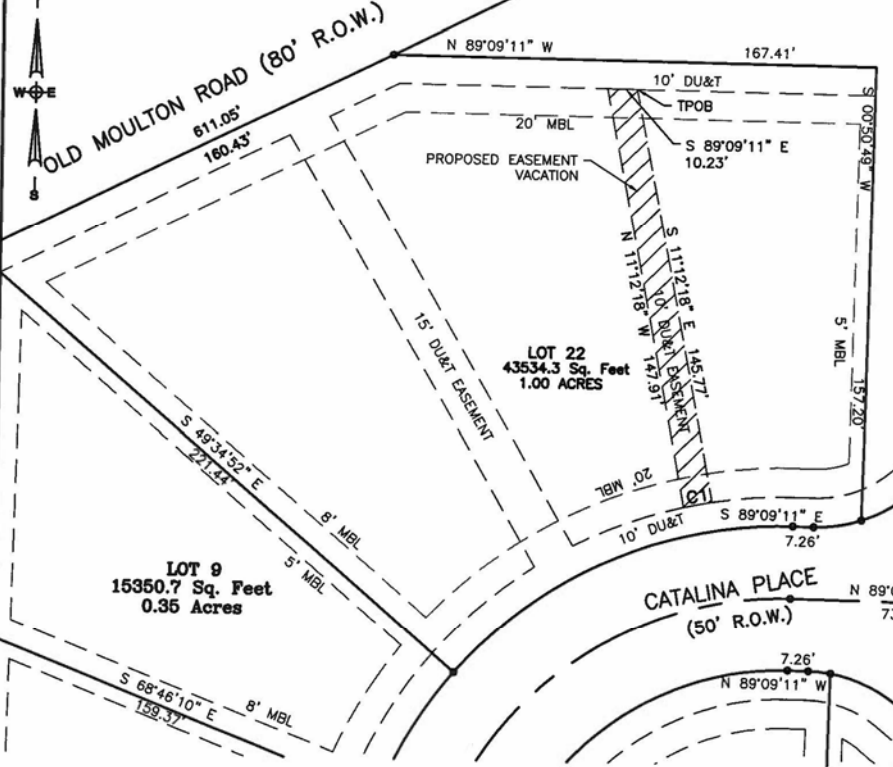 N 89°09'11" W
167.41'
OLD MOULTON ROAD (80' R.O.W.)
611.05'
160.43'
W E
S
10' DU&T
TPOB
20' MBL
S 89°09'11" E
10.23'
S 00°50'49" W
157.20'
PROPOSED EASEMENT
VACATION
N 11°12'18" W 147.91'
S 11°12'18" E 145.77'
10' DU&T EASEMENT
15' DU&T EASEMENT
5' MBL
LOT 22
43534.3 Sq. Feet
1.00 ACRES
S 49°34'52" E
221.44'
8' MBL
5' MBL
20' MBL
C1
10' DU&T
S 89°09'11" E
7.26'
LOT 9
15350.7 Sq. Feet
0.35 Acres
CATALINA PLACE
(50' R.O.W.)
N 89°
7.26'
N 89°09'11" W
S 68°46'10" E
159.37'
8' MBL